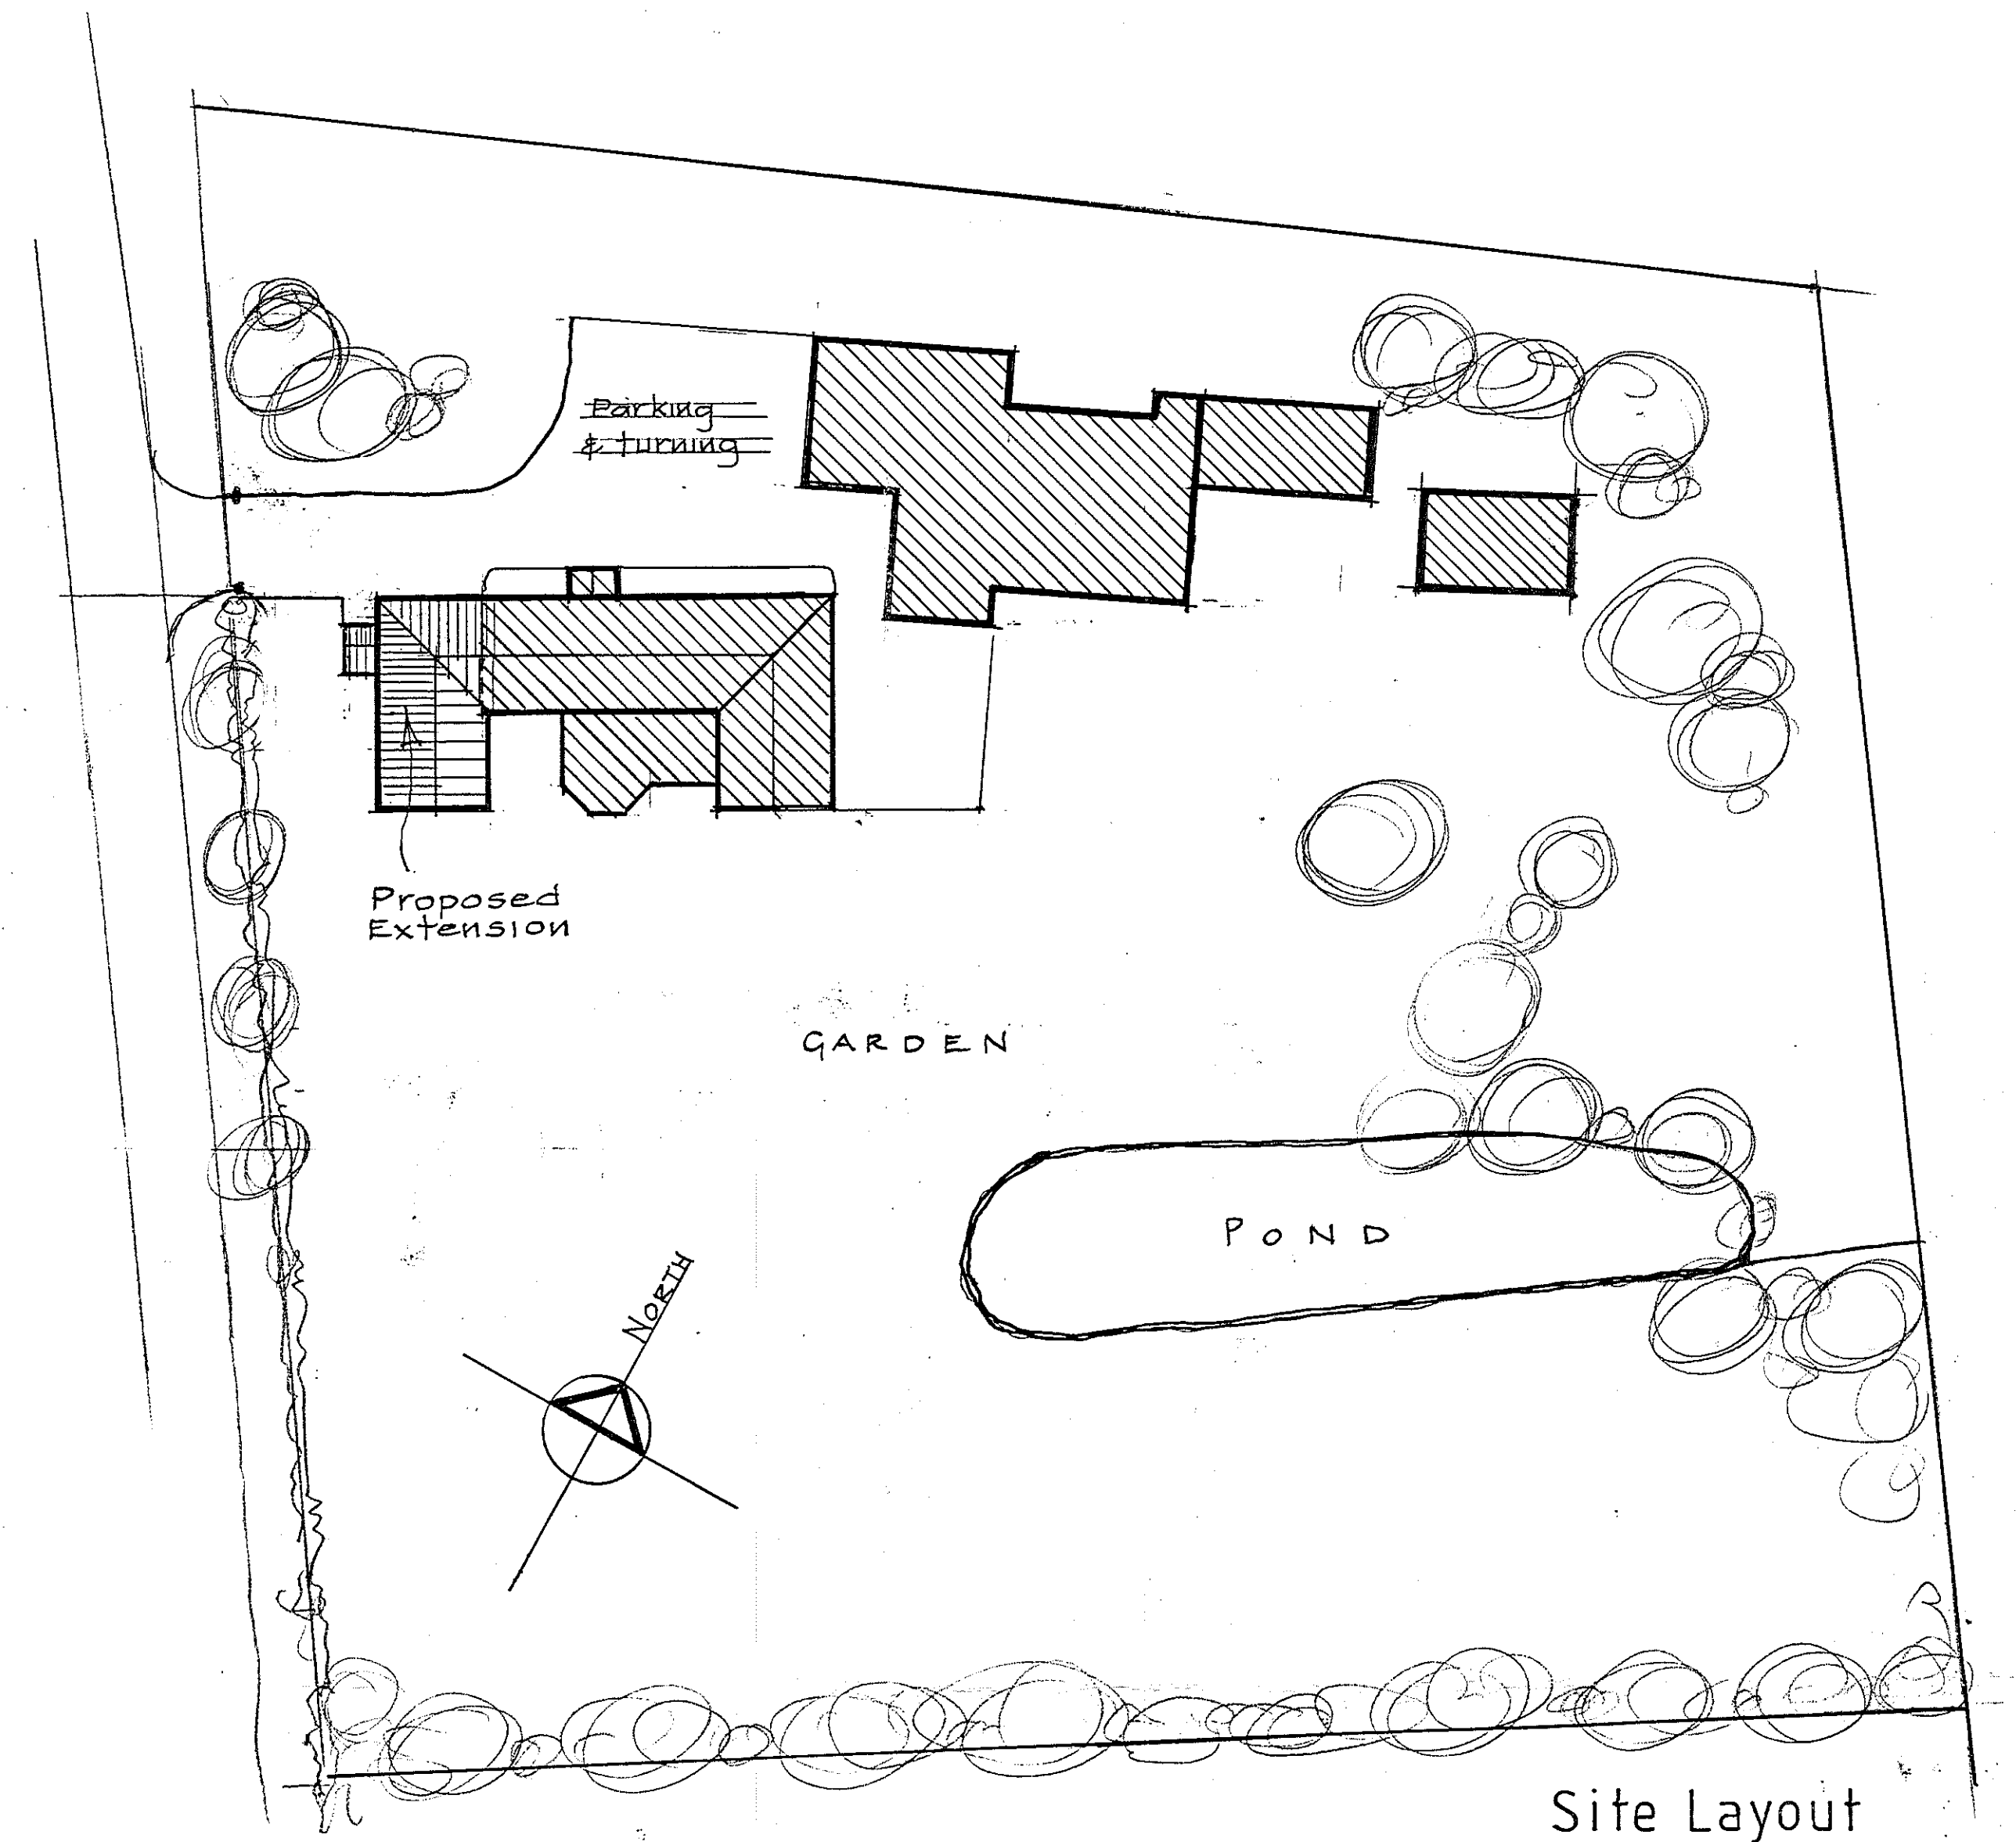 Parking
& turning
Proposed
Extension
GARDEN
POND
NORTH
Site Layout